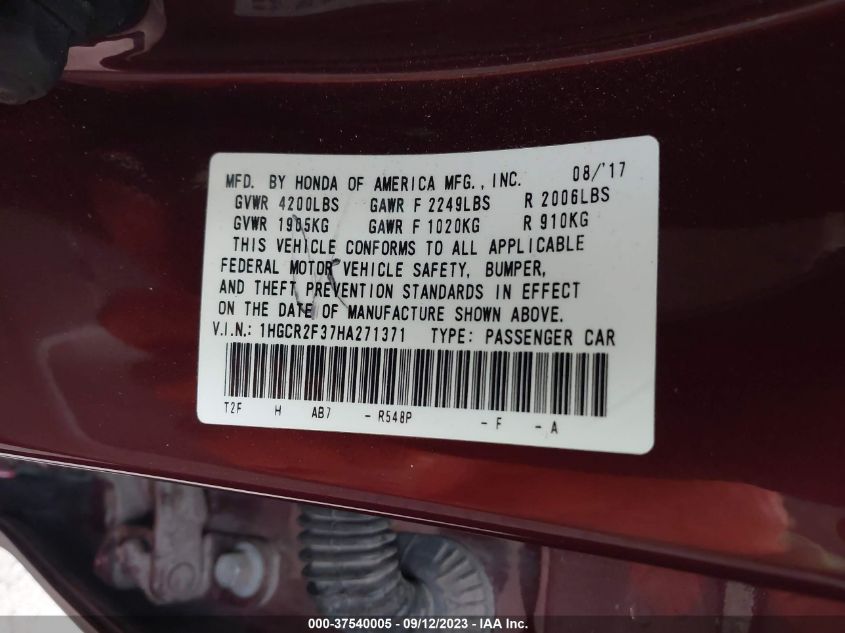 MFD. BY HONDA OF AMERICA MFG., INC. 08/'17
GVWR 4200LBS GAWR F 2249LBS R 2006LBS
GVWR 1905KG GAWR F 1020KG R 910KG
THIS VEHICLE CONFORMS TO ALL APPLICABLE
FEDERAL MOTOR VEHICLE SAFETY, BUMPER,
AND THEFT PREVENTION STANDARDS IN EFFECT
ON THE DATE OF MANUFACTURE SHOWN ABOVE.
V.I.N.: 1HGCR2F37HA271371 TYPE: PASSENGER CAR
T2F H AB7 - R548P - F - A
000-37540005 - 09/12/2023 - IAA Inc.